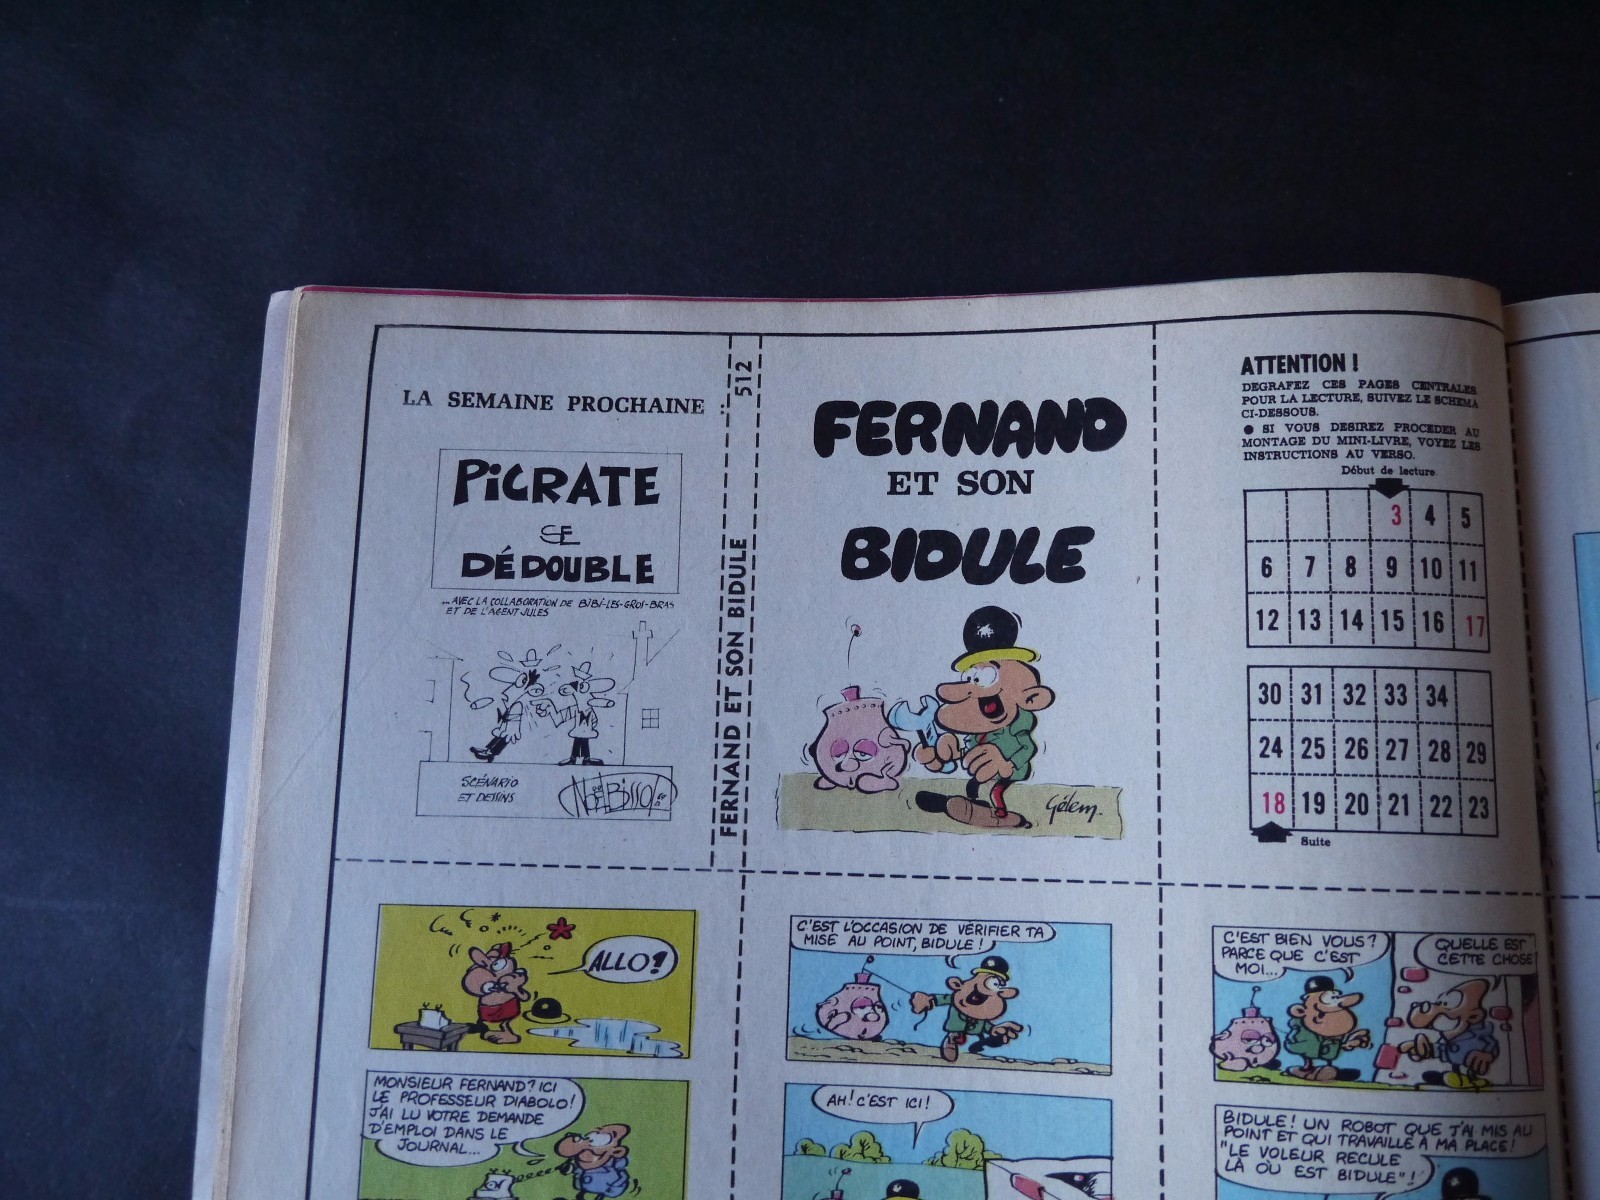 LA SEMAINE PROCHAINE :
PICRATE
SE
DÉDOUBLE
...AVEC LA COLLABORATION DE BIBI-LES-GROS-BRAS
ET DE L'AGENT JULES
SCÉNARIO
ET DESSINS
Noël Bissot
FERNAND ET SON BIDULE 512
FERNAND
ET SON
BIDULE
Gélem.
ATTENTION !
DEGRAFEZ CES PAGES CENTRALES
POUR LA LECTURE, SUIVEZ LE SCHEMA
CI-DESSOUS.
● SI VOUS DESIREZ PROCEDER AU
MONTAGE DU MINI-LIVRE, VOYEZ LES
INSTRUCTIONS AU VERSO.
Début de lecture
3 4 5
6 7 8 9 10 11
12 13 14 15 16 17
30 31 32 33 34
24 25 26 27 28 29
18 19 20 21 22 23
Suite
ALLO!
MONSIEUR FERNAND? ICI
LE PROFESSEUR DIABOLO!
J'AI LU VOTRE DEMANDE
D'EMPLOI DANS LE
JOURNAL...
C'EST L'OCCASION DE VÉRIFIER TA
MISE AU POINT, BIDULE!
AH! C'EST ICI!
C'EST BIEN VOUS?
PARCE QUE C'EST
MOI...
QUELLE EST
CETTE CHOSE
BIDULE! UN ROBOT QUE J'AI MIS AU
POINT ET QUI TRAVAILLE À MA PLACE!
"LE VOLEUR RECULE
LÀ OÙ EST BIDULE"!